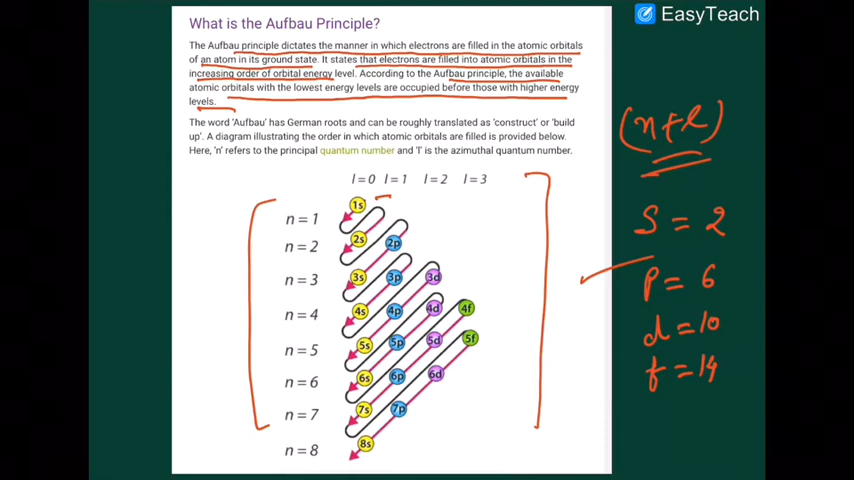 What is the Aufbau Principle?
EasyTeach
The Aufbau principle dictates the manner in which electrons are filled in the atomic orbitals
of an atom in its ground state. It states that electrons are filled into atomic orbitals in the
increasing order of orbital energy level. According to the Aufbau principle, the available
atomic orbitals with the lowest energy levels are occupied before those with higher energy
levels.
The word 'Aufbau' has German roots and can be roughly translated as 'construct' or 'build
up'. A diagram illustrating the order in which atomic orbitals are filled is provided below.
Here, 'n' refers to the principal quantum number and 'l' is the azimuthal quantum number.
l = 0 l = 1 l = 2 l = 3
1s
n = 1
2s 2p
n = 2
3s 3p 3d
n = 3
4s 4p 4d 4f
n = 4
5s 5p 5d 5f
n = 5
6s 6p 6d
n = 6
7s 7p
n = 7
8s
n = 8
(n+l)
S = 2
P = 6
d = 10
f = 14